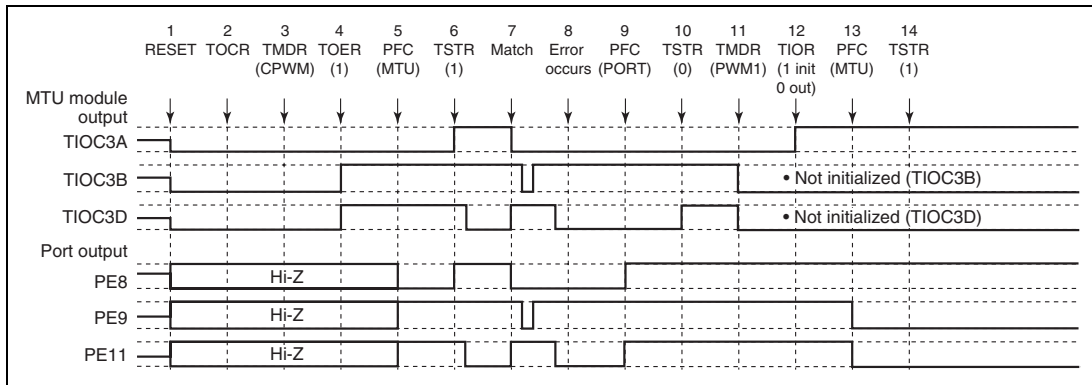 1 2 3 4 5 6 7 8 9 10 11 12 13 14
RESET TOCR TMDR TOER PFC TSTR Match Error PFC TSTR TMDR TIOR PFC TSTR
(CPWM) (1) (MTU) (1) occurs (PORT) (0) (PWM1) (1 init (MTU) (1)
0 out)
MTU module
output
TIOC3A
TIOC3B • Not initialized (TIOC3B)
TIOC3D • Not initialized (TIOC3D)
Port output
PE8 Hi-Z
PE9 Hi-Z
PE11 Hi-Z